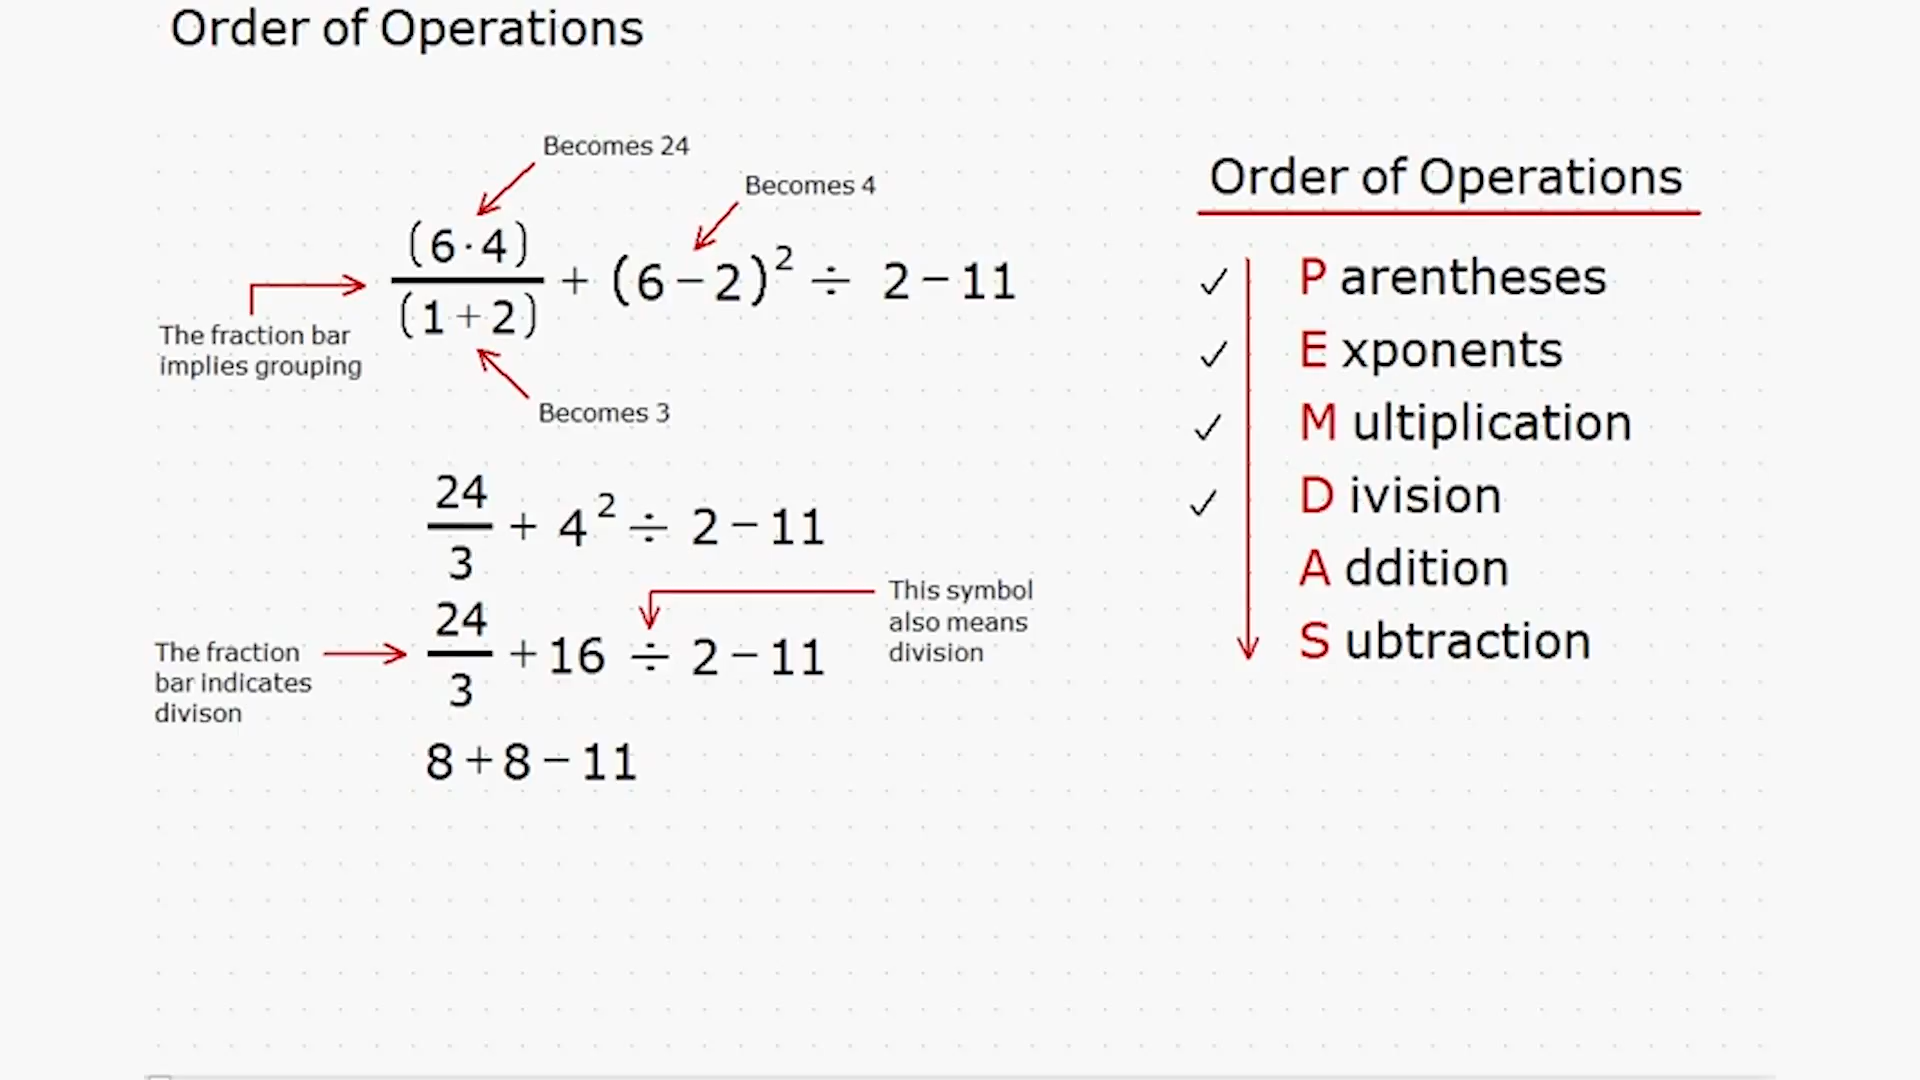 Order of Operations
Becomes 24
Becomes 4
(6·4)
(1+2)
+ (6−2)² ÷ 2−11
The fraction bar
implies grouping
Becomes 3
24
3
+ 4² ÷ 2−11
This symbol
also means
division
24
3
+16 ÷ 2−11
The fraction
bar indicates
divison
8+8−11
Order of Operations
✓ P arentheses
✓ E xponents
✓ M ultiplication
✓ D ivision
A ddition
S ubtraction